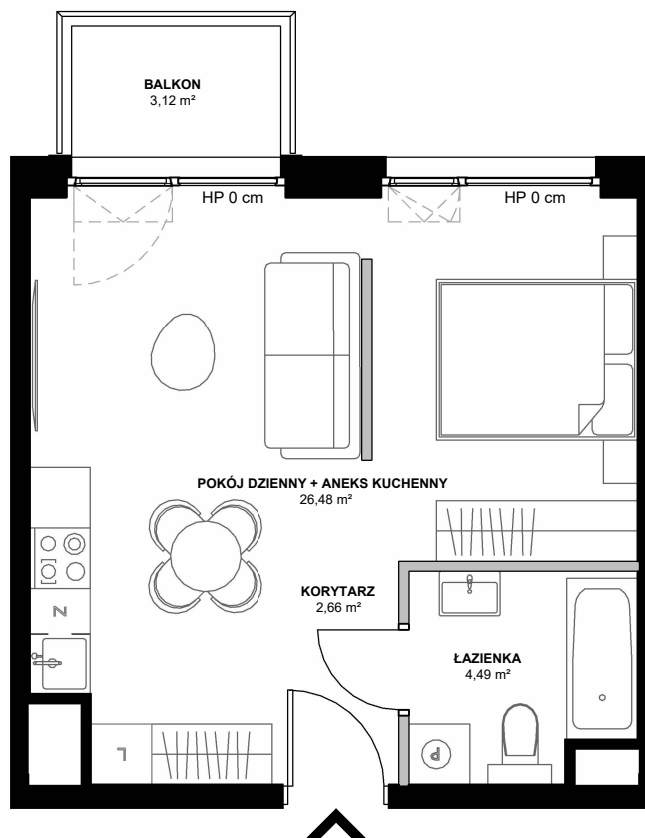 BALKON
3,12 m²
HP 0 cm
HP 0 cm
POKÓJ DZIENNY + ANEKS KUCHENNY
26,48 m²
KORYTARZ
2,66 m²
ŁAZIENKA
4,49 m²
Z
L
P